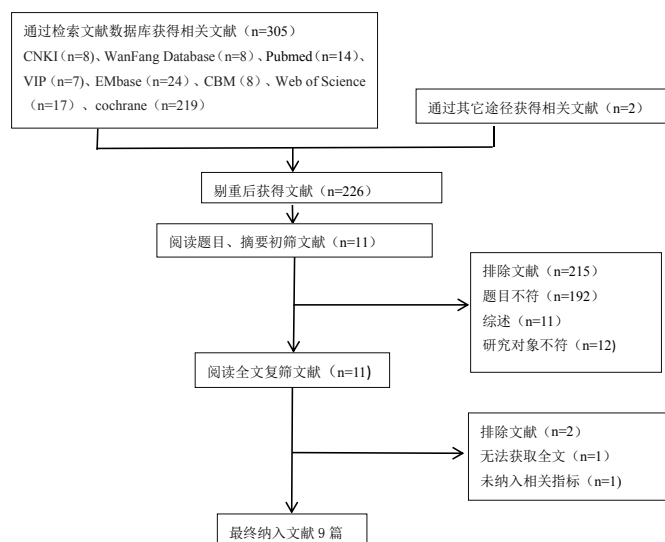 通过检索文献数据库获得相关文献（n=305）
CNKI(n=8)、WanFang Database(n=8)、Pubmed(n=14)、
VIP(n=7)、EMbase(n=24)、CBM（8）、Web of Science
（n=17）、cochrane（n=219）
通过其它途径获得相关文献（n=2）
剔重后获得文献（n=226）
阅读题目、摘要初筛文献（n=11）
排除文献（n=215）
题目不符（n=192）
综述（n=11）
研究对象不符（n=12)
阅读全文复筛文献（n=11)
排除文献（n=2）
无法获取全文（n=1）
未纳入相关指标（n=1)
最终纳入文献 9 篇